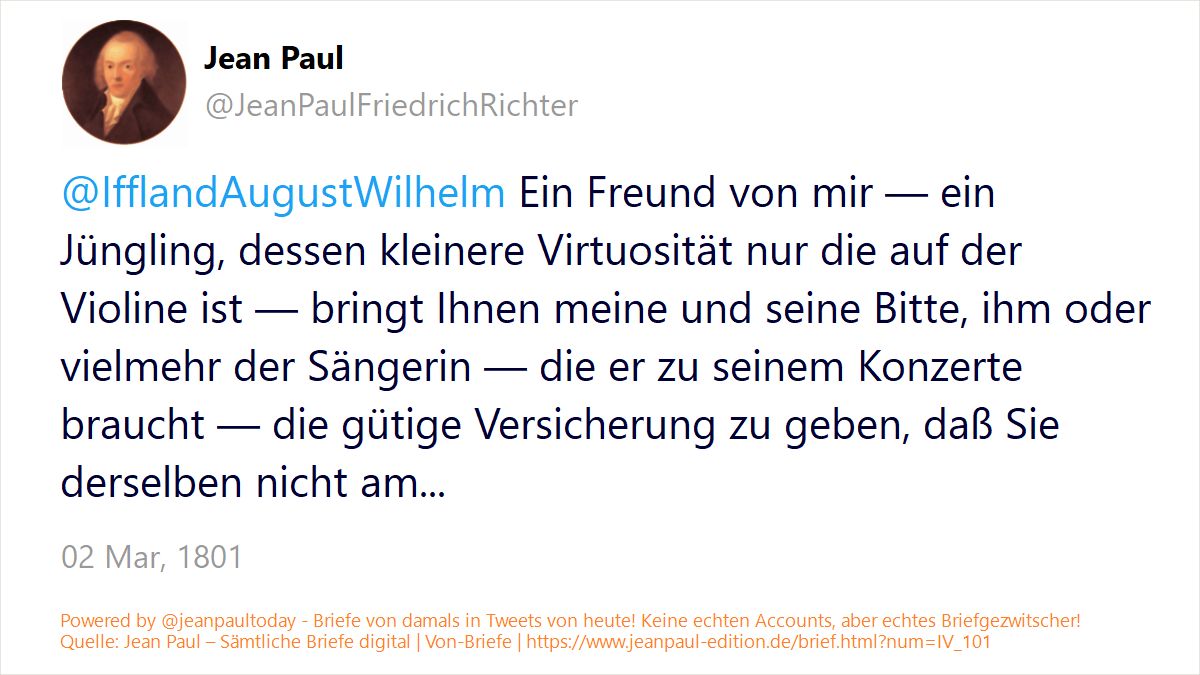 Jean Paul
@JeanPaulFriedrichRichter
@IfflandAugustWilhelm Ein Freund von mir — ein
Jüngling, dessen kleinere Virtuosität nur die auf der
Violine ist — bringt Ihnen meine und seine Bitte, ihm oder
vielmehr der Sängerin — die er zu seinem Konzerte
braucht — die gütige Versicherung zu geben, daß Sie
derselben nicht am...
02 Mar, 1801
Powered by @jeanpaultoday - Briefe von damals in Tweets von heute! Keine echten Accounts, aber echtes Briefgezwitscher!
Quelle: Jean Paul – Sämtliche Briefe digital | Von-Briefe | https://www.jeanpaul-edition.de/brief.html?num=IV_101